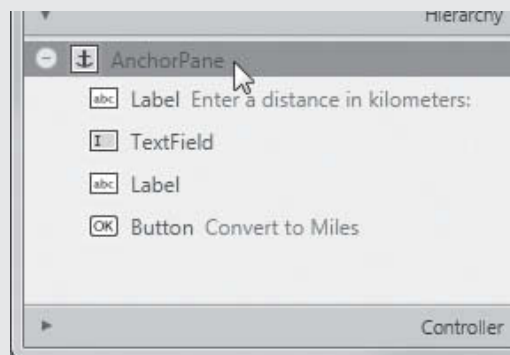 Hierarchy
AnchorPane
abc Label Enter a distance in kilometers:
I TextField
abc Label
OK Button Convert to Miles
Controller